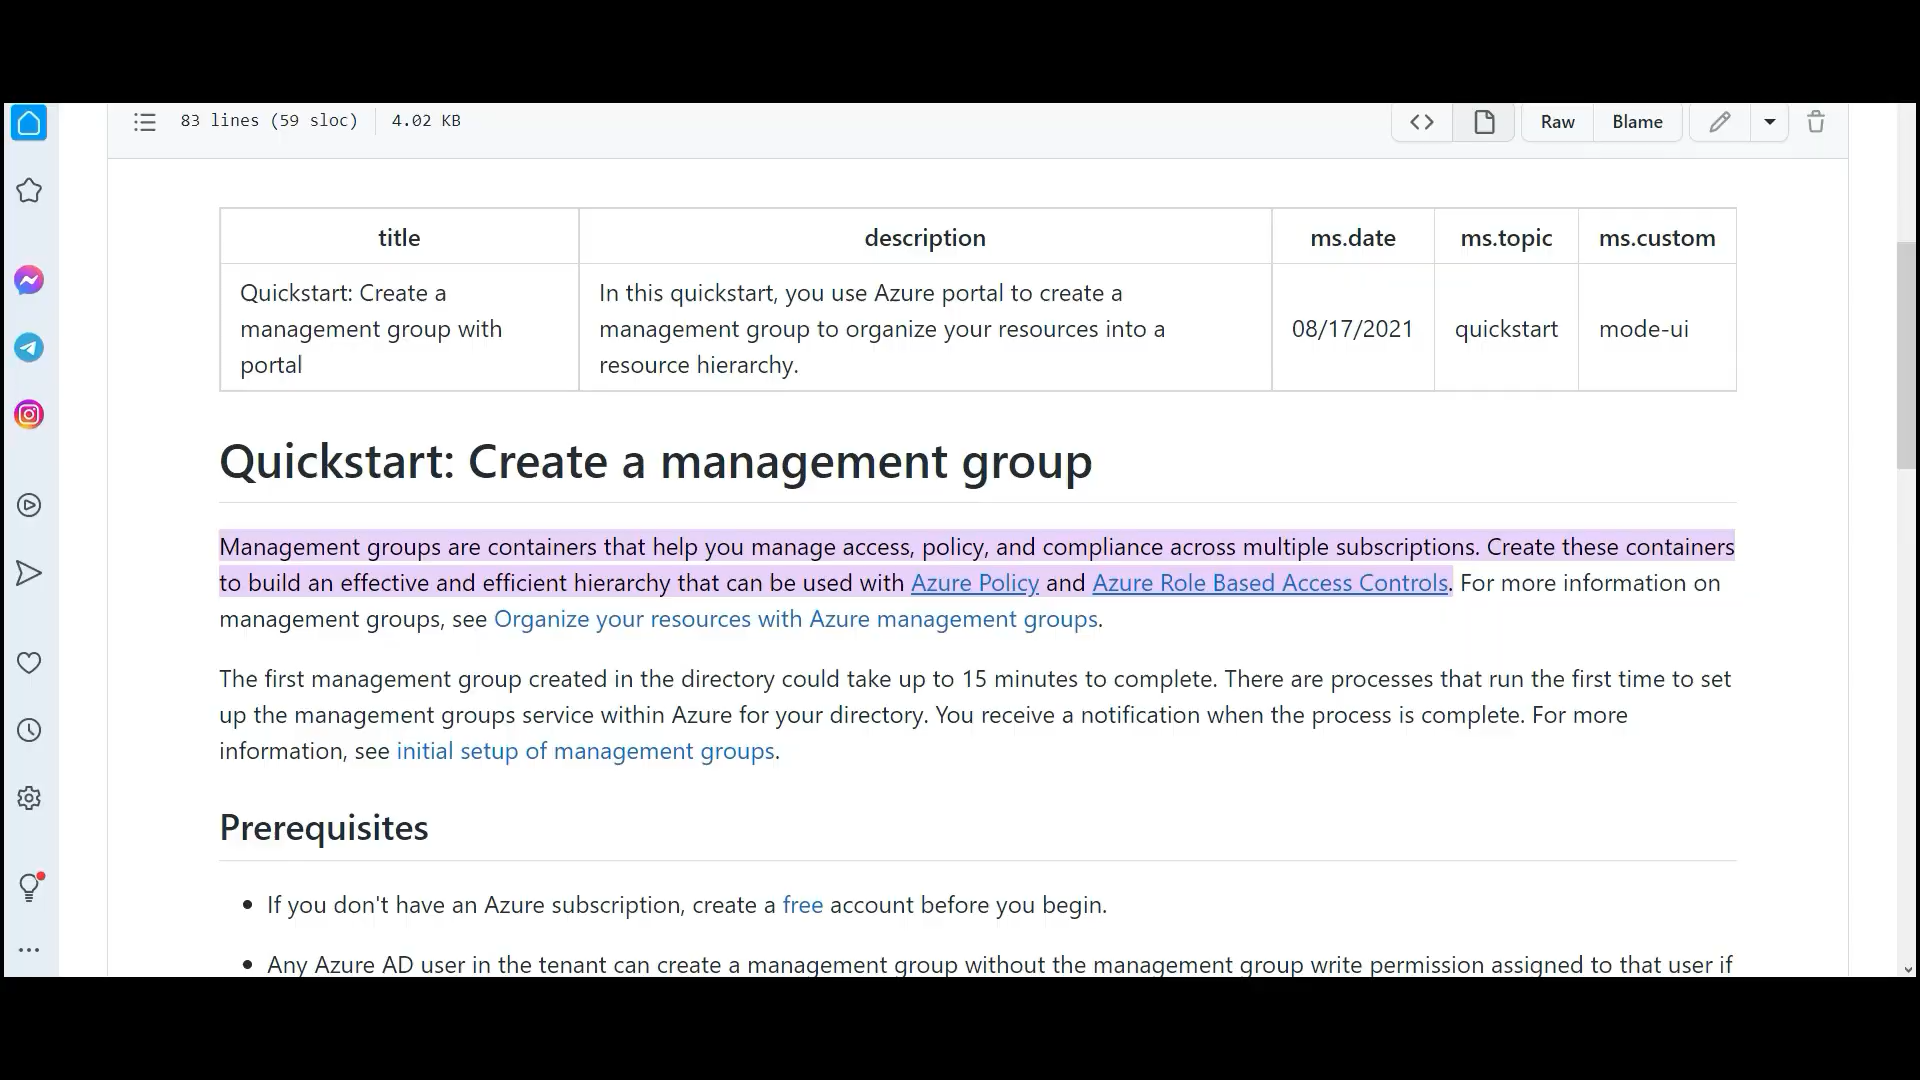 83 lines (59 sloc) 4.02 KB Raw Blame
title description ms.date ms.topic ms.custom
Quickstart: Create a management group with portal
In this quickstart, you use Azure portal to create a management group to organize your resources into a resource hierarchy.
08/17/2021 quickstart mode-ui
Quickstart: Create a management group
Management groups are containers that help you manage access, policy, and compliance across multiple subscriptions. Create these containers
to build an effective and efficient hierarchy that can be used with Azure Policy and Azure Role Based Access Controls. For more information on
management groups, see Organize your resources with Azure management groups.
The first management group created in the directory could take up to 15 minutes to complete. There are processes that run the first time to set
up the management groups service within Azure for your directory. You receive a notification when the process is complete. For more
information, see initial setup of management groups.
Prerequisites
• If you don't have an Azure subscription, create a free account before you begin.
• Any Azure AD user in the tenant can create a management group without the management group write permission assigned to that user if